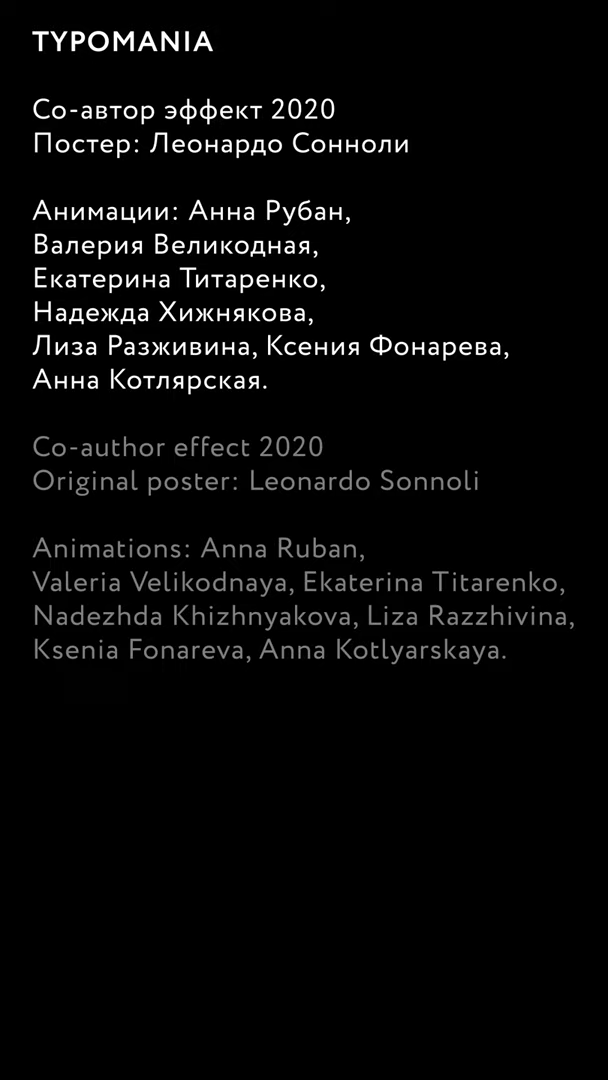 TYPOMANIA
Со-автор эффект 2020
Постер: Леонардо Сонноли
Анимации: Анна Рубан,
Валерия Великодная,
Екатерина Титаренко,
Надежда Хижнякова,
Лиза Разживина, Ксения Фонарева,
Анна Котлярская.
Co-author effect 2020
Original poster: Leonardo Sonnoli
Animations: Anna Ruban,
Valeria Velikodnaya, Ekaterina Titarenko,
Nadezhda Khizhnyakova, Liza Razzhivina,
Ksenia Fonareva, Anna Kotlyarskaya.